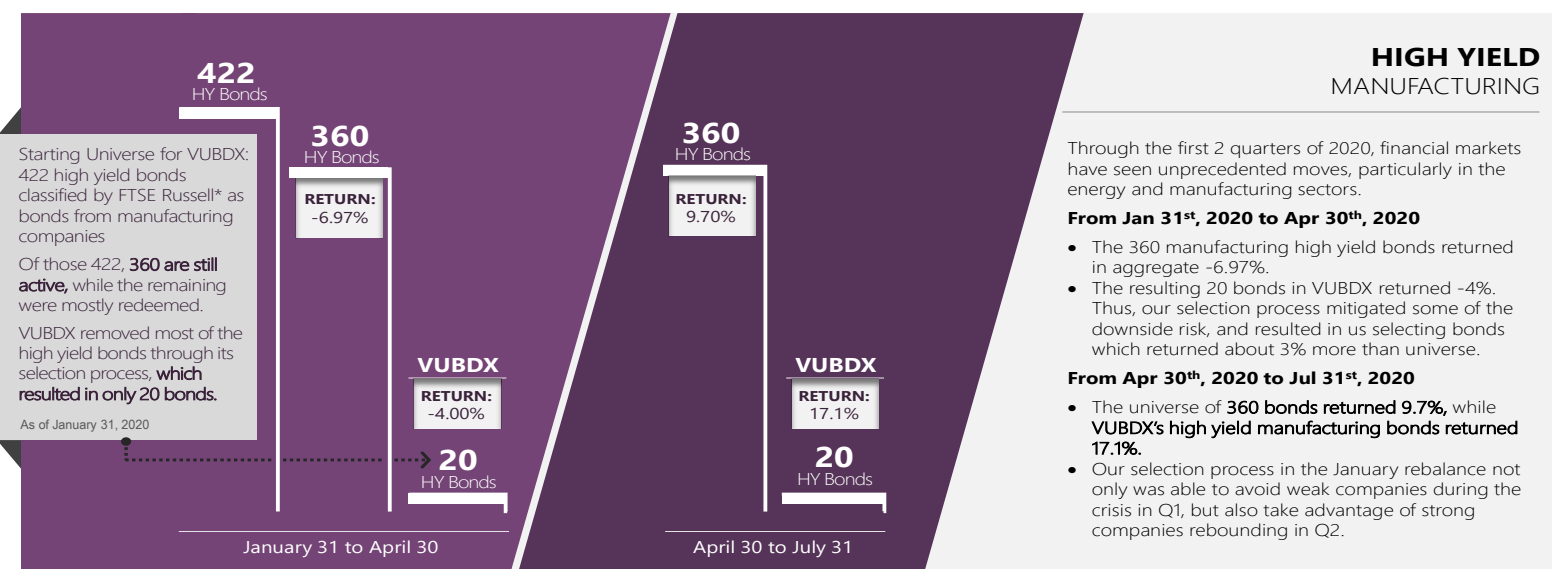 422
HY Bonds
360
HY Bonds
RETURN:
-6.97%
VUBDX
RETURN:
-4.00%
20
HY Bonds
January 31 to April 30
Starting Universe for VUBDX:
422 high yield bonds
classified by FTSE Russell* as
bonds from manufacturing
companies
Of those 422, 360 are still
active, while the remaining
were mostly redeemed.
VUBDX removed most of the
high yield bonds through its
selection process, which
resulted in only 20 bonds.
As of January 31, 2020
360
HY Bonds
RETURN:
9.70%
VUBDX
RETURN:
17.1%
20
HY Bonds
April 30 to July 31
HIGH YIELD
MANUFACTURING
Through the first 2 quarters of 2020, financial markets
have seen unprecedented moves, particularly in the
energy and manufacturing sectors.
From Jan 31st, 2020 to Apr 30th, 2020
• The 360 manufacturing high yield bonds returned
in aggregate -6.97%.
• The resulting 20 bonds in VUBDX returned -4%.
Thus, our selection process mitigated some of the
downside risk, and resulted in us selecting bonds
which returned about 3% more than universe.
From Apr 30th, 2020 to Jul 31st, 2020
• The universe of 360 bonds returned 9.7%, while
VUBDX's high yield manufacturing bonds returned
17.1%.
• Our selection process in the January rebalance not
only was able to avoid weak companies during the
crisis in Q1, but also take advantage of strong
companies rebounding in Q2.